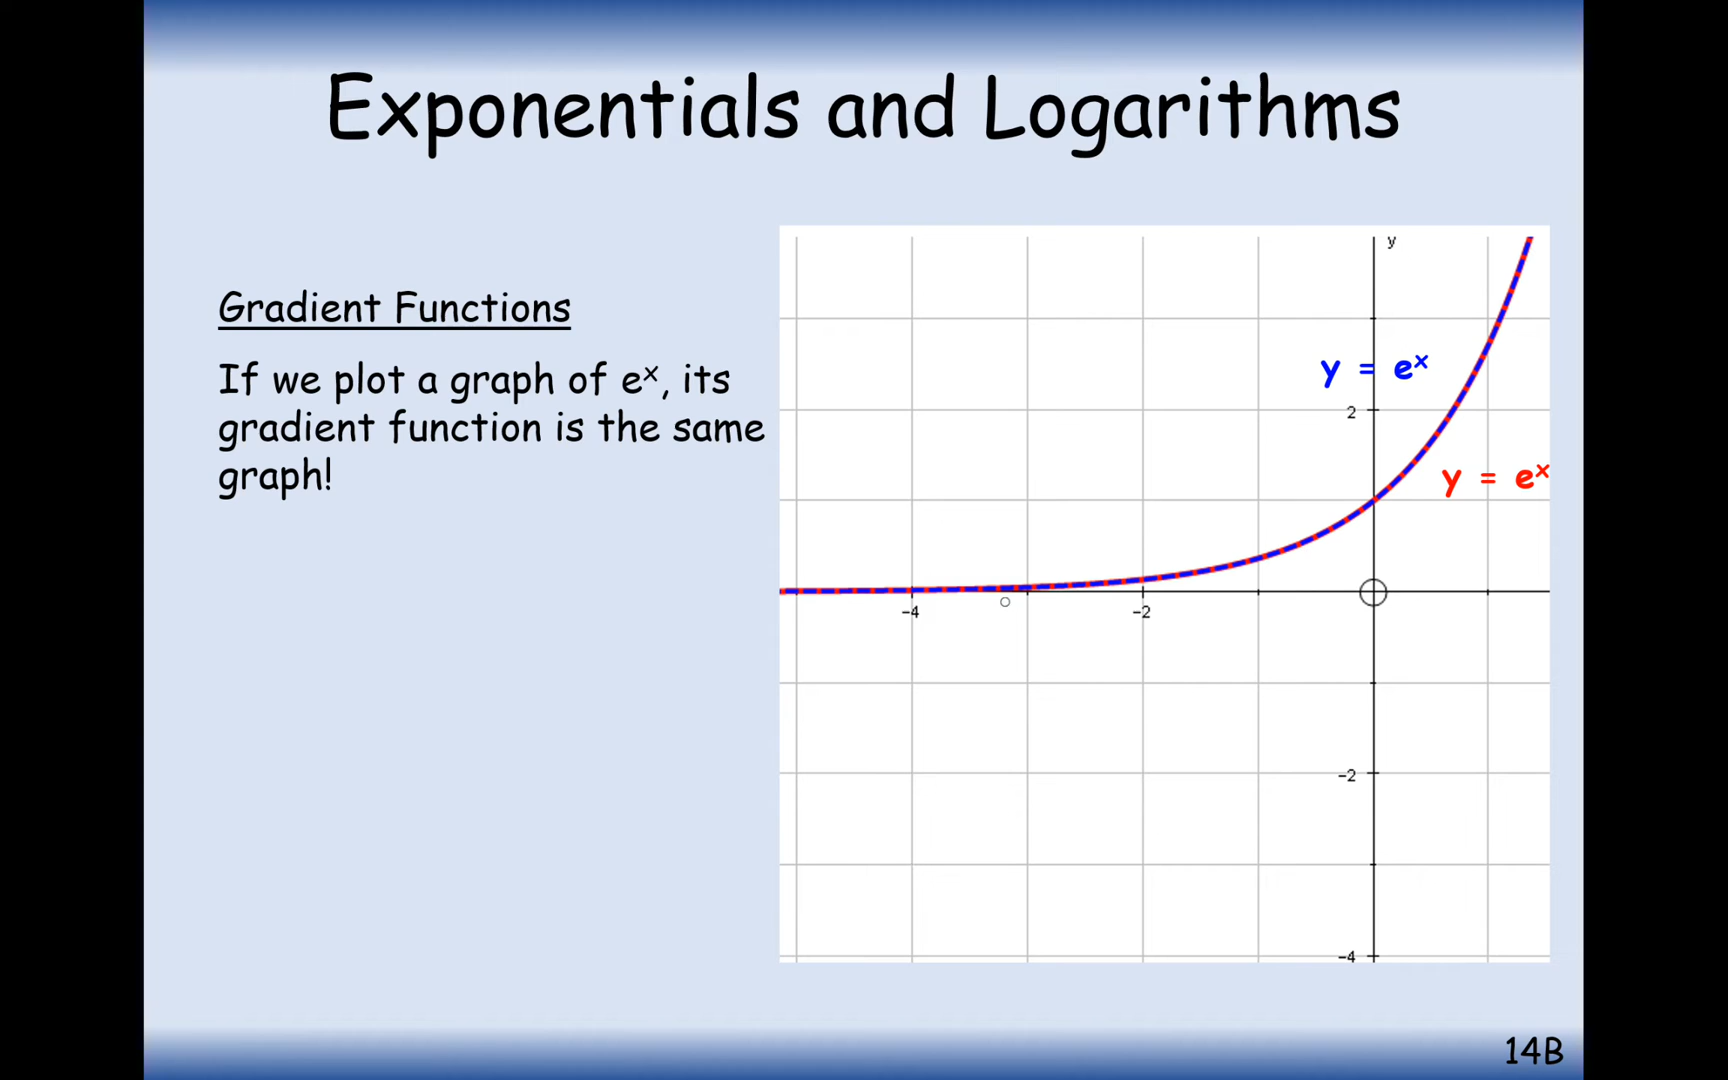 Exponentials and Logarithms
Gradient Functions
If we plot a graph of eˣ, its
gradient function is the same
graph!
y
y = eˣ
2
y = eˣ
-4
-2
-2
-4
14B